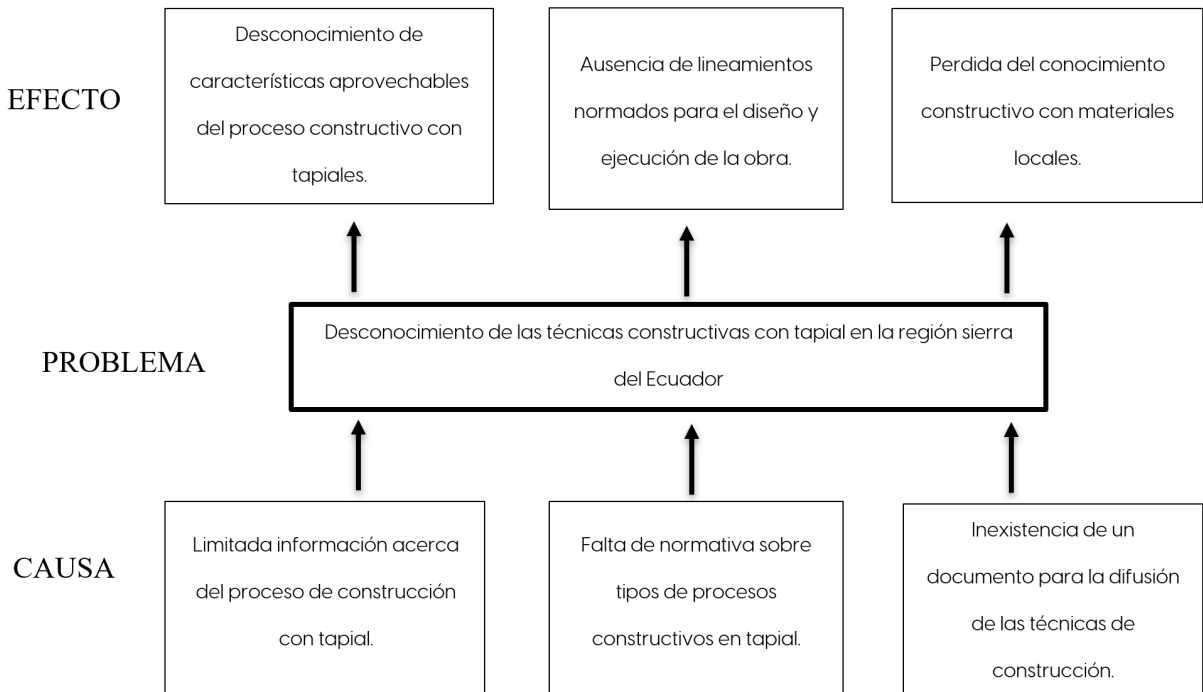 EFECTO
Desconocimiento de
características aprovechables
del proceso constructivo con
tapiales.
Ausencia de lineamientos
normados para el diseño y
ejecución de la obra.
Perdida del conocimiento
constructivo con materiales
locales.
PROBLEMA
Desconocimiento de las técnicas constructivas con tapial en la región sierra
del Ecuador
CAUSA
Limitada información acerca
del proceso de construcción
con tapial.
Falta de normativa sobre
tipos de procesos
constructivos en tapial.
Inexistencia de un
documento para la difusión
de las técnicas de
construcción.